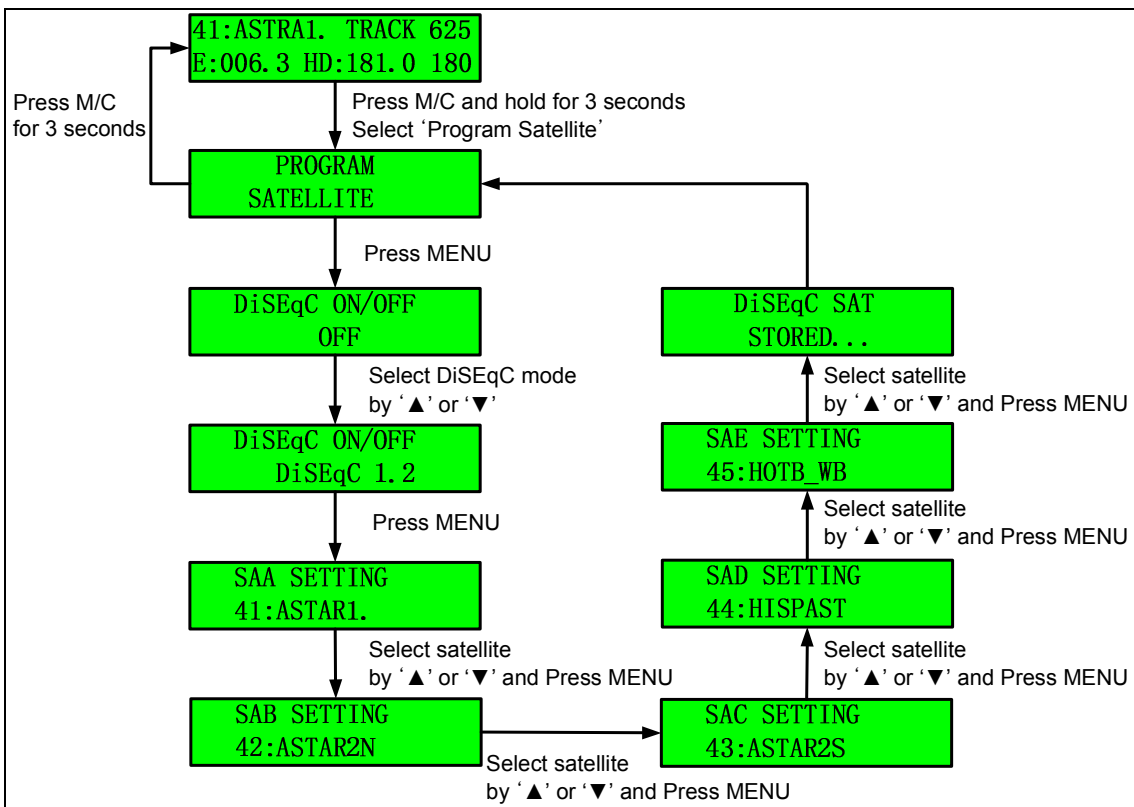 41:ASTRA1. TRACK 625
E:006.3 HD:181.0 180
Press M/C
for 3 seconds
Press M/C and hold for 3 seconds
Select ‘Program Satellite’
PROGRAM
SATELLITE
Press MENU
DiSEqC ON/OFF
OFF
Select DiSEqC mode
by ‘▲’ or ‘▼’
DiSEqC ON/OFF
DiSEqC 1.2
Press MENU
SAA SETTING
41:ASTAR1.
Select satellite
by ‘▲’ or ‘▼’ and Press MENU
SAB SETTING
42:ASTAR2N
Select satellite
by ‘▲’ or ‘▼’ and Press MENU
SAC SETTING
43:ASTAR2S
Select satellite
by ‘▲’ or ‘▼’ and Press MENU
SAD SETTING
44:HISPAST
Select satellite
by ‘▲’ or ‘▼’ and Press MENU
SAE SETTING
45:HOTB_WB
Select satellite
by ‘▲’ or ‘▼’ and Press MENU
DiSEqC SAT
STORED...